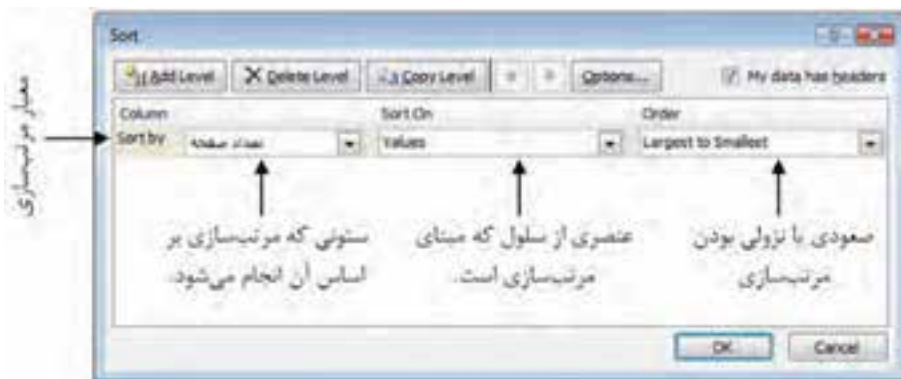 Sort
Add Level Delete Level Copy Level Options... My data has headers
Column Sort On Order
Sort by تعداد صفحه Values Largest to Smallest
معیار مرتب‌سازی
ستونی که مرتب‌سازی بر
اساس آن انجام می‌شود.
عنصری از سلول که مبنای
مرتب‌سازی است.
صعودی یا نزولی بودن
مرتب‌سازی
OK Cancel